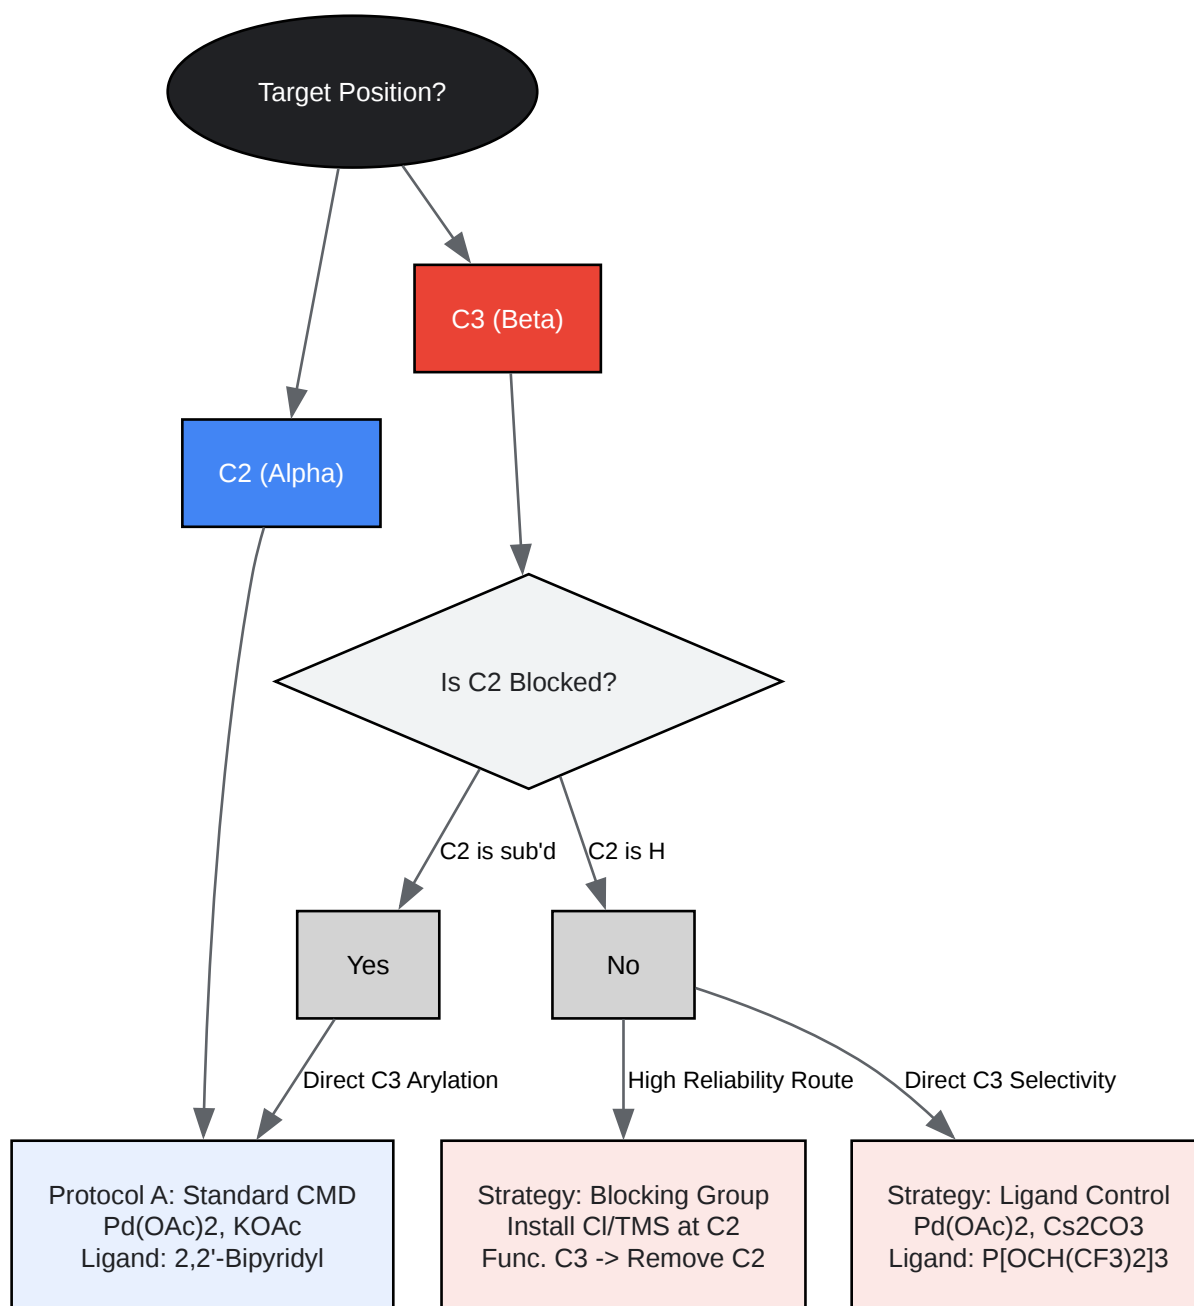 Target Position?
C3 (Beta)
C2 (Alpha)
Is C2 Blocked?
C2 is sub'd
C2 is H
Yes
No
Direct C3 Arylation
High Reliability Route
Direct C3 Selectivity
Protocol A: Standard CMD
Pd(OAc)2, KOAc
Ligand: 2,2'-Bipyridyl
Strategy: Blocking Group
Install Cl/TMS at C2
Func. C3 -> Remove C2
Strategy: Ligand Control
Pd(OAc)2, Cs2CO3
Ligand: P[OCH(CF3)2]3